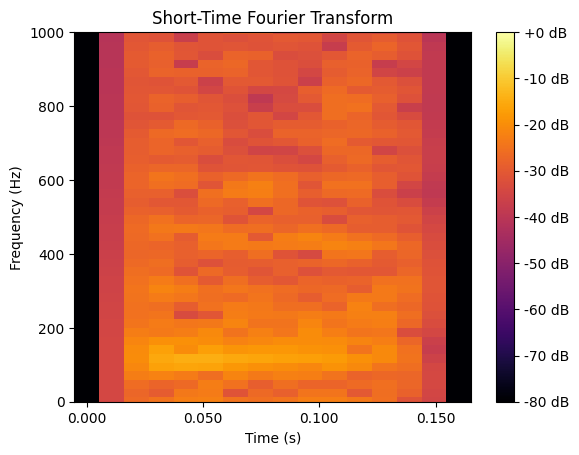 Short-Time Fourier Transform
1000
800
600
400
200
0
Frequency (Hz)
0.000
0.050
0.100
0.150
Time (s)
+0 dB
-10 dB
-20 dB
-30 dB
-40 dB
-50 dB
-60 dB
-70 dB
-80 dB